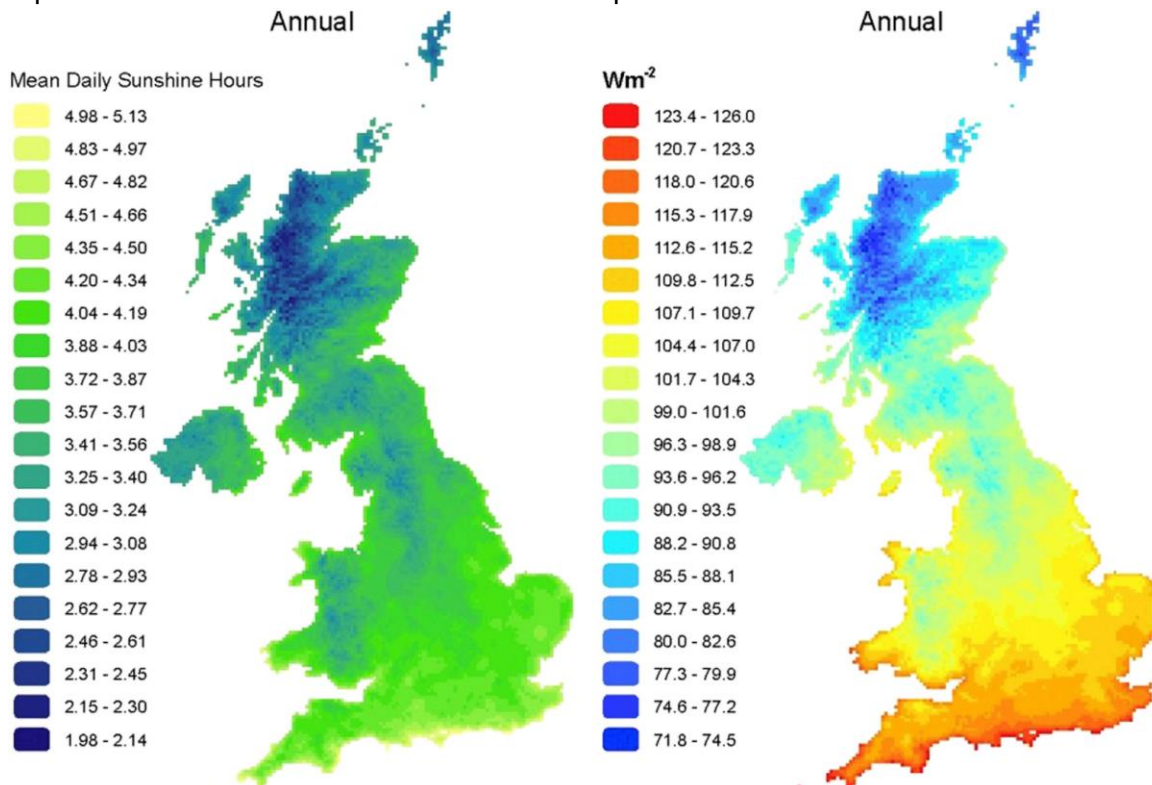 Annual
Mean Daily Sunshine Hours
4.98 - 5.13
4.83 - 4.97
4.67 - 4.82
4.51 - 4.66
4.35 - 4.50
4.20 - 4.34
4.04 - 4.19
3.88 - 4.03
3.72 - 3.87
3.57 - 3.71
3.41 - 3.56
3.25 - 3.40
3.09 - 3.24
2.94 - 3.08
2.78 - 2.93
2.62 - 2.77
2.46 - 2.61
2.31 - 2.45
2.15 - 2.30
1.98 - 2.14
Annual
Wm⁻²
123.4 - 126.0
120.7 - 123.3
118.0 - 120.6
115.3 - 117.9
112.6 - 115.2
109.8 - 112.5
107.1 - 109.7
104.4 - 107.0
101.7 - 104.3
99.0 - 101.6
96.3 - 98.9
93.6 - 96.2
90.9 - 93.5
88.2 - 90.8
85.5 - 88.1
82.7 - 85.4
80.0 - 82.6
77.3 - 79.9
74.6 - 77.2
71.8 - 74.5